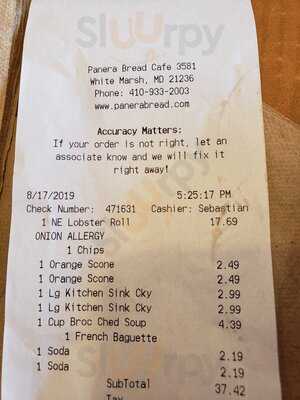 Slurpy
Panera Bread Cafe 3581
White Marsh, MD 21236
Phone: 410-933-2003
www.panerabread.com
Accuracy Matters:
If your order is not right, let an
associate know and we will fix it
right away!
8/17/2019 5:25:17 PM
Check Number: 471631 Cashier: Sebastian
1 NE Lobster Roll 17.69
ONION ALLERGY
1 Chips
1 Orange Scone 2.49
1 Orange Scone 2.49
1 Lg Kitchen Sink Cky 2.99
1 Lg Kitchen Sink Cky 2.99
1 Cup Broc Ched Soup 4.39
1 French Baguette
1 Soda 2.19
1 Soda 2.19
SubTotal 37.42
Tax
Slurpy